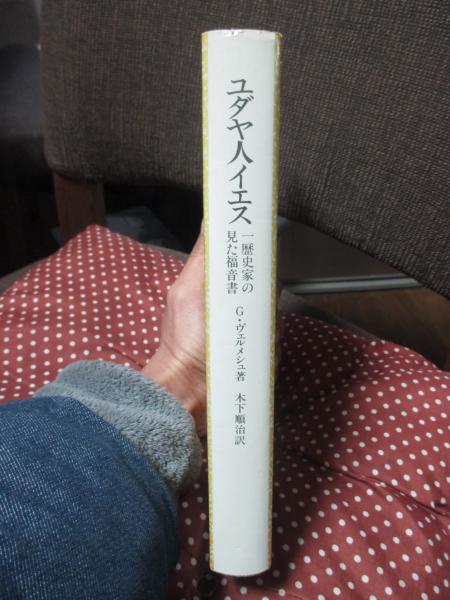 ユダヤ人イエス
一歴史家の
見た福音書
G・ヴェルメシュ著
木下順治訳